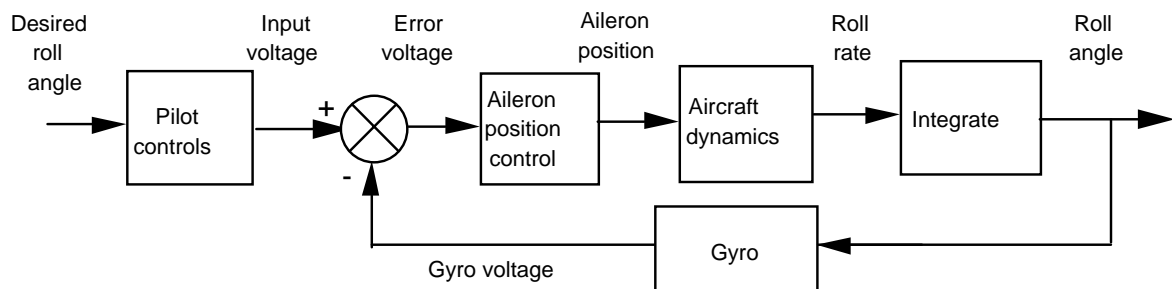 Desired
roll
angle
Input
voltage
Error
voltage
Aileron
position
Roll
rate
Roll
angle
Pilot
controls
+
-
Aileron
position
control
Aircraft
dynamics
Integrate
Gyro voltage
Gyro